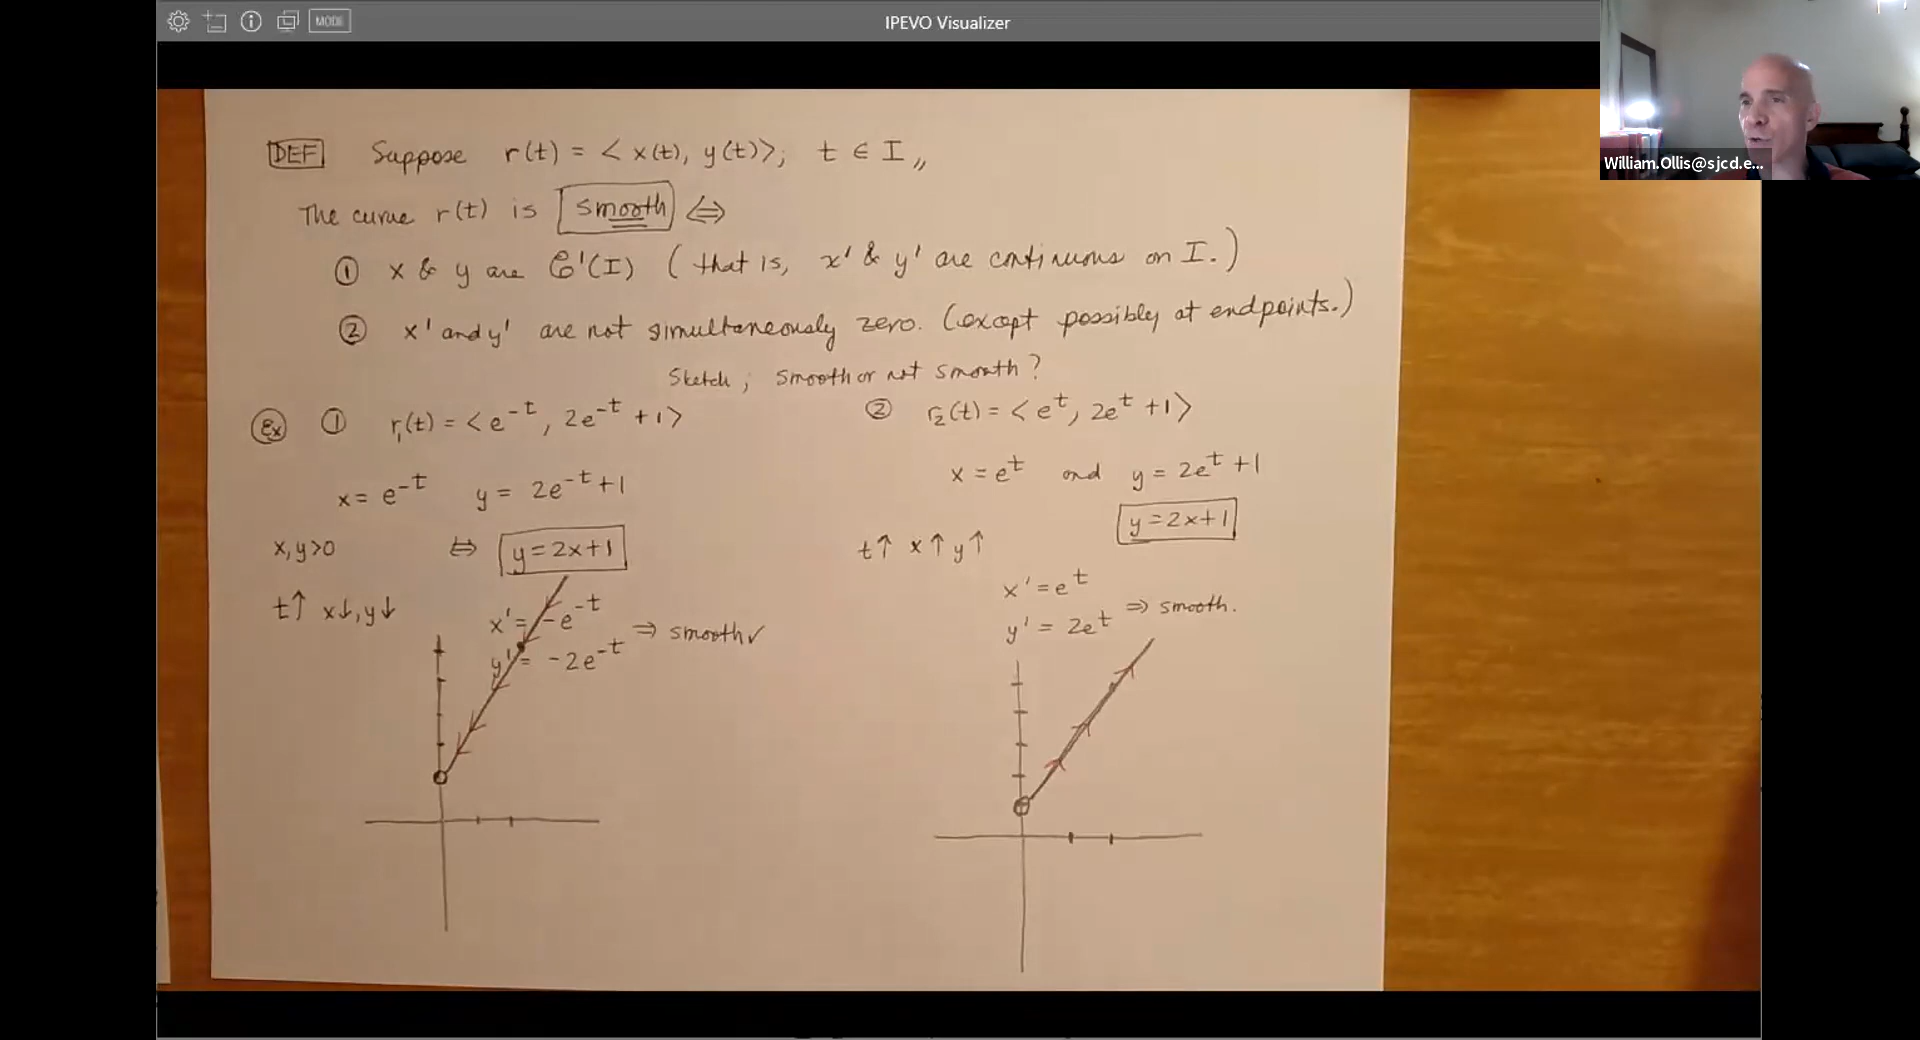 MODE
IPEVO Visualizer
William.Ollis@sjcd.e...
DEF Suppose r(t) = < x(t), y(t)>; t ∈ I,,
The curve r(t) is smooth ⇔
① x & y are C'(I) (that is, x' & y' are continuous on I.)
② x' and y' are not simultaneously zero. (except possibly at endpoints.)
Sketch; smooth or not smooth?
Ex ① r₁(t) = < e^-t, 2e^-t + 1 >
x = e^-t y = 2e^-t + 1
x, y > 0 ⇔ y = 2x+1
t↑ x↓, y↓
x' = -e^-t
y' = -2e^-t ⇒ smooth ✓
② r₂(t) = < e^t, 2e^t + 1 >
x = e^t and y = 2e^t + 1
y = 2x+1
t↑ x↑ y↑
x' = e^t
y' = 2e^t ⇒ smooth.